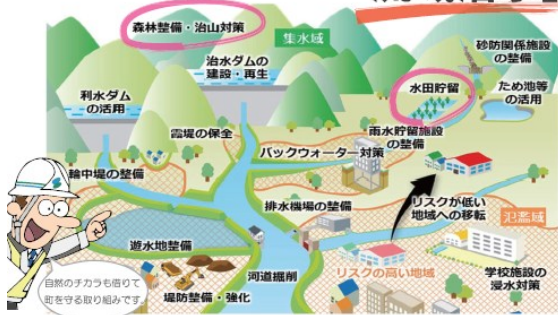 森林整備・治山対策
集水域
砂防関係施設
の整備
治水ダムの
建設・再生
水田貯留
ため池等
の活用
利水ダム
の活用
霞堤の保全
雨水貯留施設
の整備
バックウォーター対策
輪中堤の整備
排水機場の整備
リスクが低い
地域への移転
氾濫域
遊水地整備
河道掘削
リスクの高い地域
学校施設の
浸水対策
堤防整備・強化
自然のチカラも借りて
町を守る取り組みです。